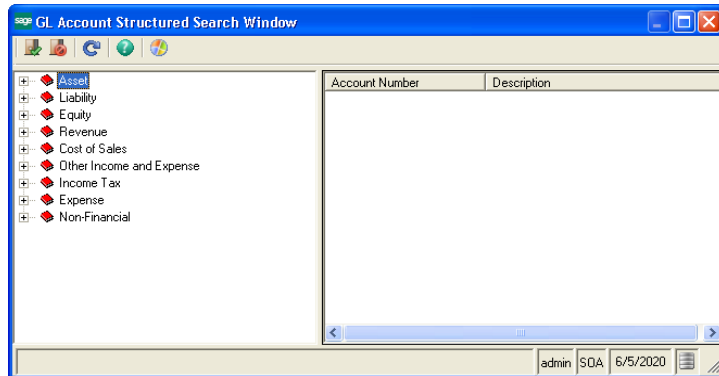 sage GL Account Structured Search Window
Asset
Liability
Equity
Revenue
Cost of Sales
Other Income and Expense
Income Tax
Expense
Non-Financial
Account Number Description
admin SOA 6/5/2020